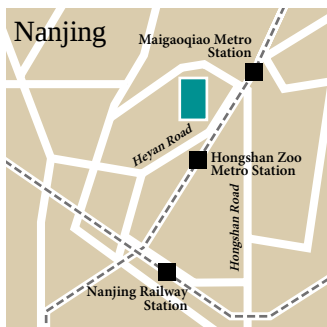 Nanjing
Maigaoqiao Metro
Station
Heyan Road
Hongshan Zoo
Metro Station
Hongshan Road
Nanjing Railway
Station